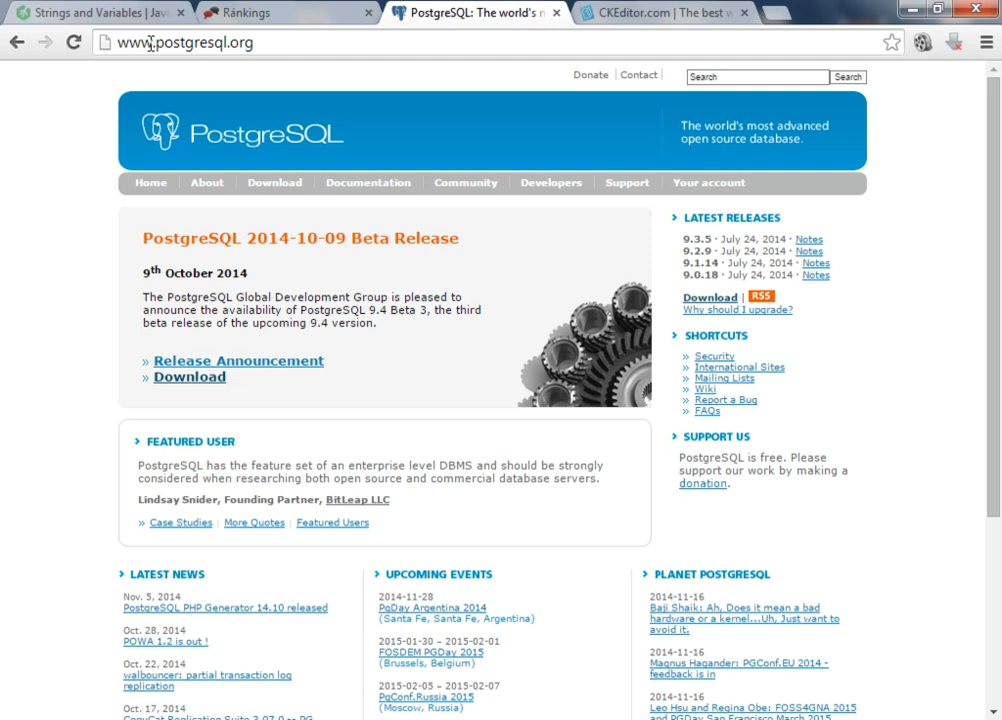 Strings and Variables | Jav
Rankings
PostgreSQL: The world's n
CKEditor.com | The best v
www.postgresql.org
Donate
Contact
Search
Search
PostgreSQL
The world's most advanced
open source database.
Home
About
Download
Documentation
Community
Developers
Support
Your account
PostgreSQL 2014-10-09 Beta Release
9th October 2014
The PostgreSQL Global Development Group is pleased to
announce the availability of PostgreSQL 9.4 Beta 3, the third
beta release of the upcoming 9.4 version.
» Release Announcement
» Download
LATEST RELEASES
9.3.5 · July 24, 2014 · Notes
9.2.9 · July 24, 2014 · Notes
9.1.14 · July 24, 2014 · Notes
9.0.18 · July 24, 2014 · Notes
Download | RSS
Why should I upgrade?
SHORTCUTS
» Security
» International Sites
» Mailing Lists
» Wiki
» Report a Bug
» FAQs
SUPPORT US
PostgreSQL is free. Please
support our work by making a
donation.
FEATURED USER
PostgreSQL has the feature set of an enterprise level DBMS and should be strongly
considered when researching both open source and commercial database servers.
Lindsay Snider, Founding Partner, BitLeap LLC
» Case Studies | More Quotes | Featured Users
LATEST NEWS
Nov. 5, 2014
PostgreSQL PHP Generator 14.10 released
Oct. 28, 2014
POWA 1.2 is out !
Oct. 22, 2014
walbouncer: partial transaction log
replication
Oct. 17, 2014
CopyCat Replication Suite 3.07.0 -- PG
UPCOMING EVENTS
2014-11-28
PgDay Argentina 2014
(Santa Fe, Santa Fe, Argentina)
2015-01-30 – 2015-02-01
FOSDEM PGDay 2015
(Brussels, Belgium)
2015-02-05 – 2015-02-07
PgConf.Russia 2015
(Moscow, Russia)
PLANET POSTGRESQL
2014-11-16
Baji Shaik: Ah, Does it mean a bad
hardware or a kernel...Uh, Just want to
avoid it.
2014-11-16
Magnus Hagander: PGConf.EU 2014 -
feedback is in
2014-11-16
Leo Hsu and Regina Obe: FOSS4GNA 2015
and PGDay San Francisco March 2015